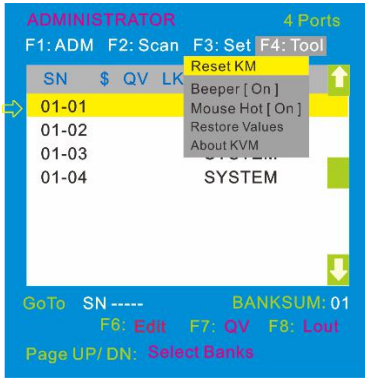 ADMINISTRATOR 4 Ports
F1: ADM F2: Scan F3: Set F4: Tool
SN $ QV LK
Reset KM
Beeper [ On ]
Mouse Hot [ On ]
Restore Values
About KVM
01-01
01-02
01-03 SYSTEM
01-04 SYSTEM
GoTo SN ----- BANKSUM: 01
F6: Edit F7: QV F8: Lout
Page UP/ DN: Select Banks